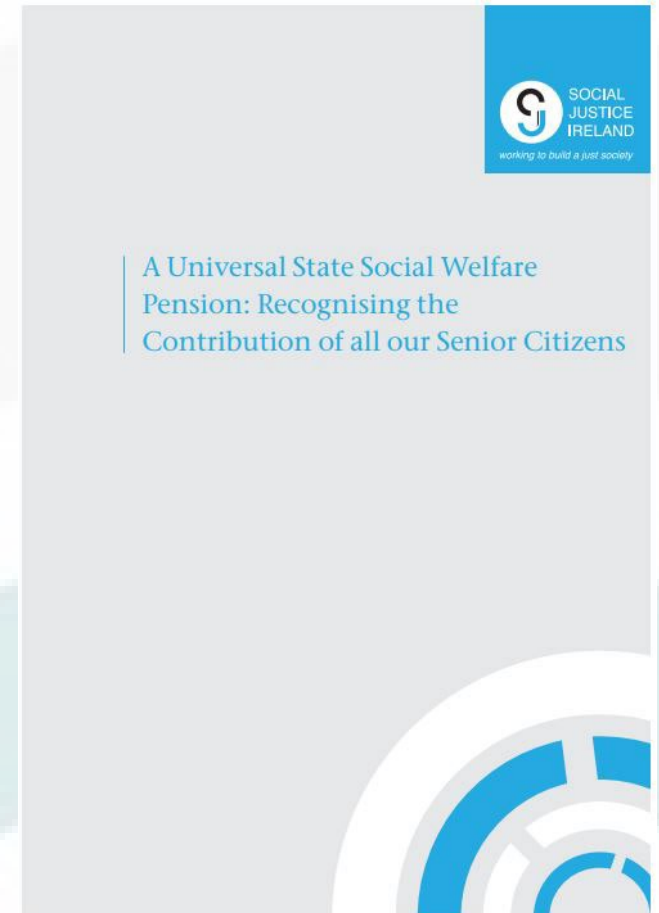 SOCIAL
JUSTICE
IRELAND
working to build a just society
A Universal State Social Welfare
Pension: Recognising the
Contribution of all our Senior Citizens